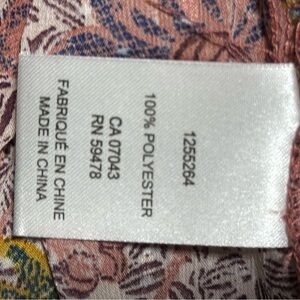 1255264
100% POLYESTER
CA 07043
RN 59478
FABRIQUÉ EN CHINE
MADE IN CHINA